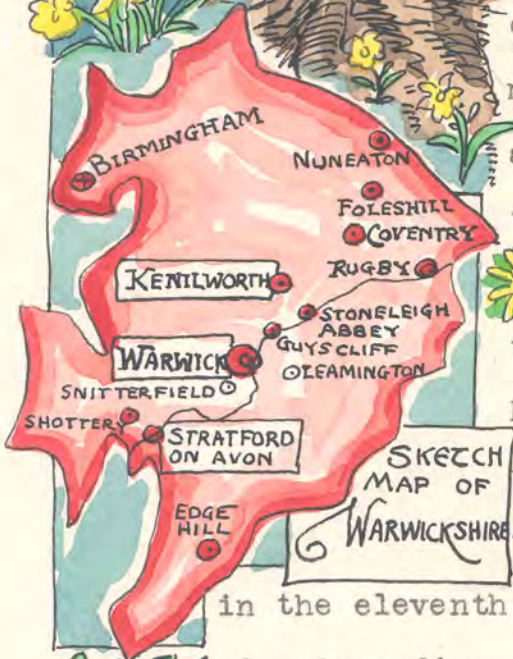 BIRMINGHAM
NUNEATON
FOLESHILL
COVENTRY
RUGBY
KENILWORTH
STONELEIGH
ABBEY
GUYS CLIFF
WARWICK
LEAMINGTON
SNITTERFIELD
SHOTTERY
STRATFORD
ON AVON
SKETCH
MAP OF
WARWICKSHIRE
EDGE
HILL
in the eleventh